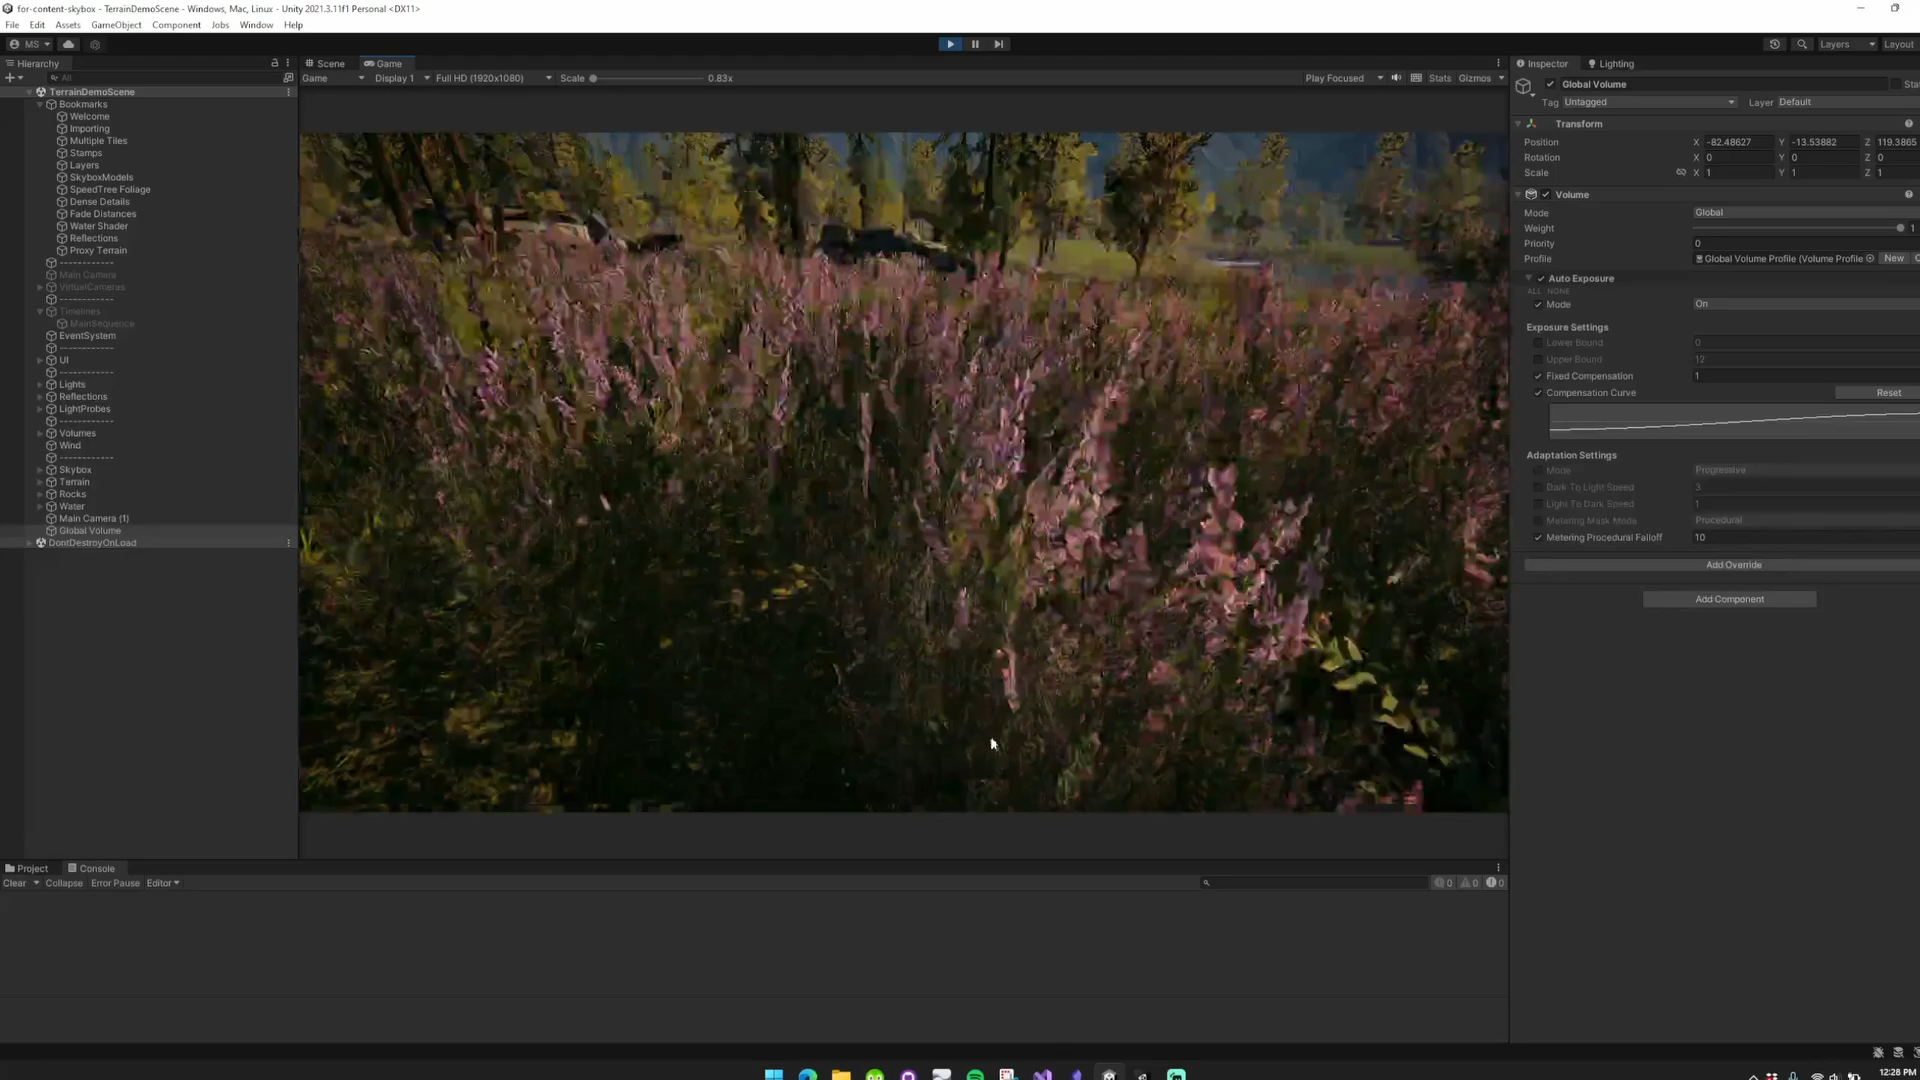 for-content-skybox - TerrainDemoScene - Windows, Mac, Linux - Unity 2021.3.11f1 Personal <DX11>
File Edit Assets GameObject Component Jobs Window Help
MS
Layers
Layout
Hierarchy
All
TerrainDemoScene
Bookmarks
Welcome
Importing
Multiple Tiles
Stamps
Layers
SkyboxModels
SpeedTree Foliage
Dense Details
Fade Distances
Water Shader
Reflections
Proxy Terrain
------------
Main Camera
VirtualCameras
------------
Timelines
MainSequence
EventSystem
------------
UI
------------
Lights
Reflections
LightProbes
------------
Volumes
Wind
------------
Skybox
Terrain
Rocks
Water
Main Camera (1)
Global Volume
DontDestroyOnLoad
Scene Game
Game Display 1 Full HD (1920x1080) Scale 0.83x Play Focused Stats Gizmos
Inspector Lighting
Global Volume
Tag Untagged Layer Default
Transform
Position X -82.48627 Y -13.53882 Z 119.3865
Rotation X 0 Y 0 Z 0
Scale X 1 Y 1 Z 1
Volume
Mode Global
Weight 1
Priority 0
Profile Global Volume Profile (Volume Profile New
Auto Exposure
ALL NONE
Mode On
Exposure Settings
Lower Bound 0
Upper Bound 12
Fixed Compensation 1
Compensation Curve Reset
Adaptation Settings
Mode Progressive
Dark To Light Speed 3
Light To Dark Speed 1
Metering Mask Mode Procedural
Metering Procedural Falloff 10
Add Override
Add Component
Project Console
Clear Collapse Error Pause Editor
0 0 0
12:28 PM